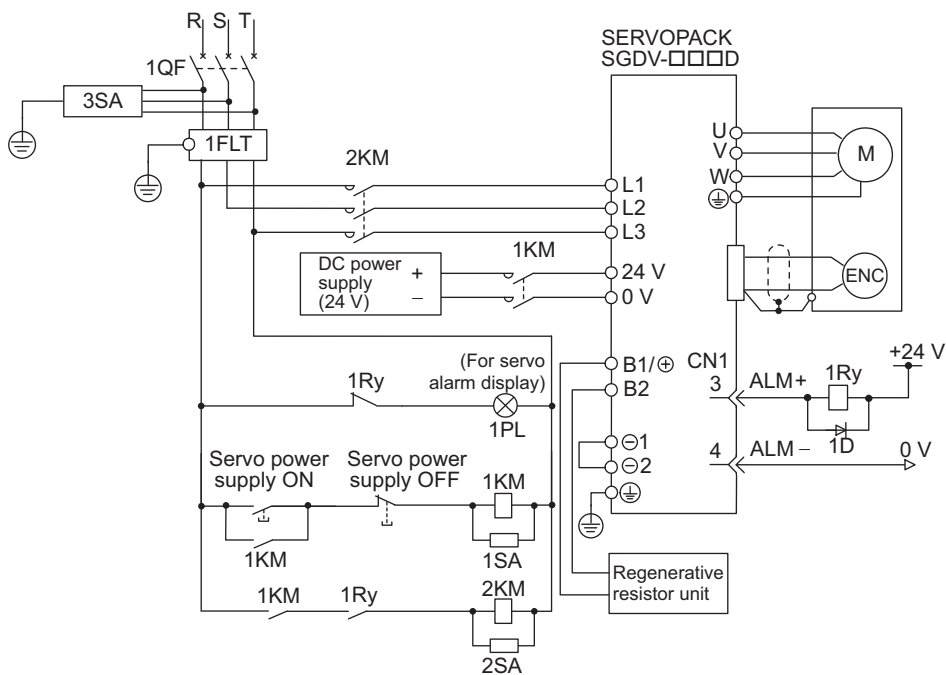 R S T
1QF
3SA
1FLT
2KM
SERVOPACK
SGDV-□□□D
U
V
W
M
L1
L2
L3
1KM
DC power
supply
(24 V)
+
−
24 V
0 V
ENC
B1/⊕
B2
CN1
3
ALM+
1Ry
+24 V
1D
4
ALM−
0 V
(For servo
alarm display)
1Ry
1PL
⊖1
⊖2
Servo power
supply ON
Servo power
supply OFF
1KM
1KM
1SA
1KM
1Ry
2KM
2SA
Regenerative
resistor unit